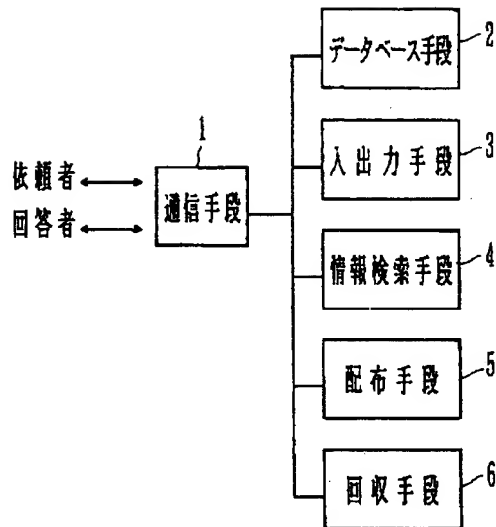 データベース手段
2
入出力手段
3
情報検索手段
4
配布手段
5
回収手段
6
1
通信手段
依頼者
回答者